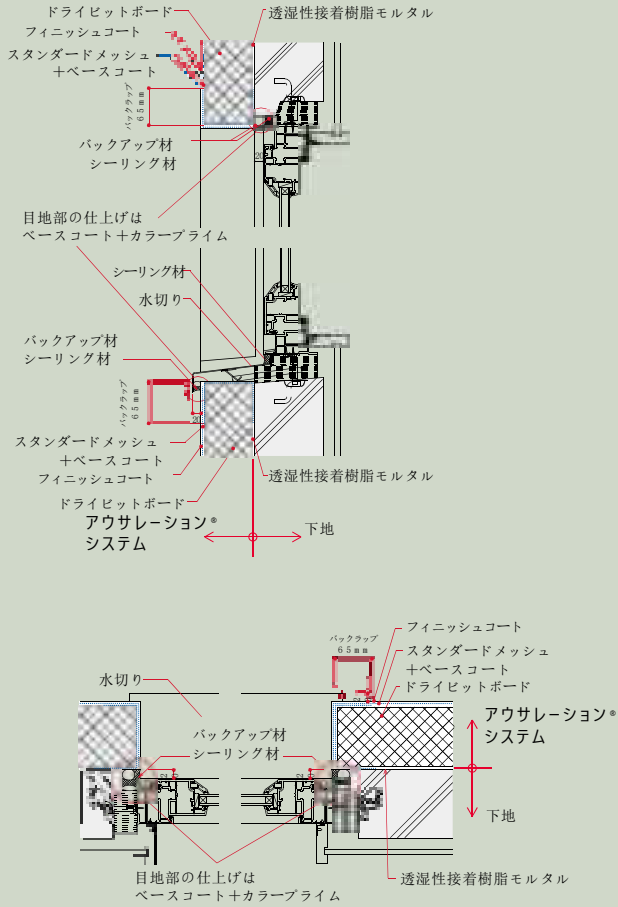 ドライビットボード
透湿性接着樹脂モルタル
フィニッシュコート
スタンダードメッシュ
＋ベースコート
バックラップ
65mm
バックアップ材
シーリング材
20
目地部の仕上げは
ベースコート＋カラープライム
シーリング材
水切り
バックアップ材
シーリング材
バックラップ
65mm
20
スタンダードメッシュ
＋ベースコート
フィニッシュコート
透湿性接着樹脂モルタル
ドライビットボード
アウサレーション®
システム
下地
フィニッシュコート
バックラップ
65mm
スタンダードメッシュ
＋ベースコート
水切り
ドライビットボード
アウサレーション®
システム
バックアップ材
シーリング材
下地
目地部の仕上げは
ベースコート＋カラープライム
透湿性接着樹脂モルタル